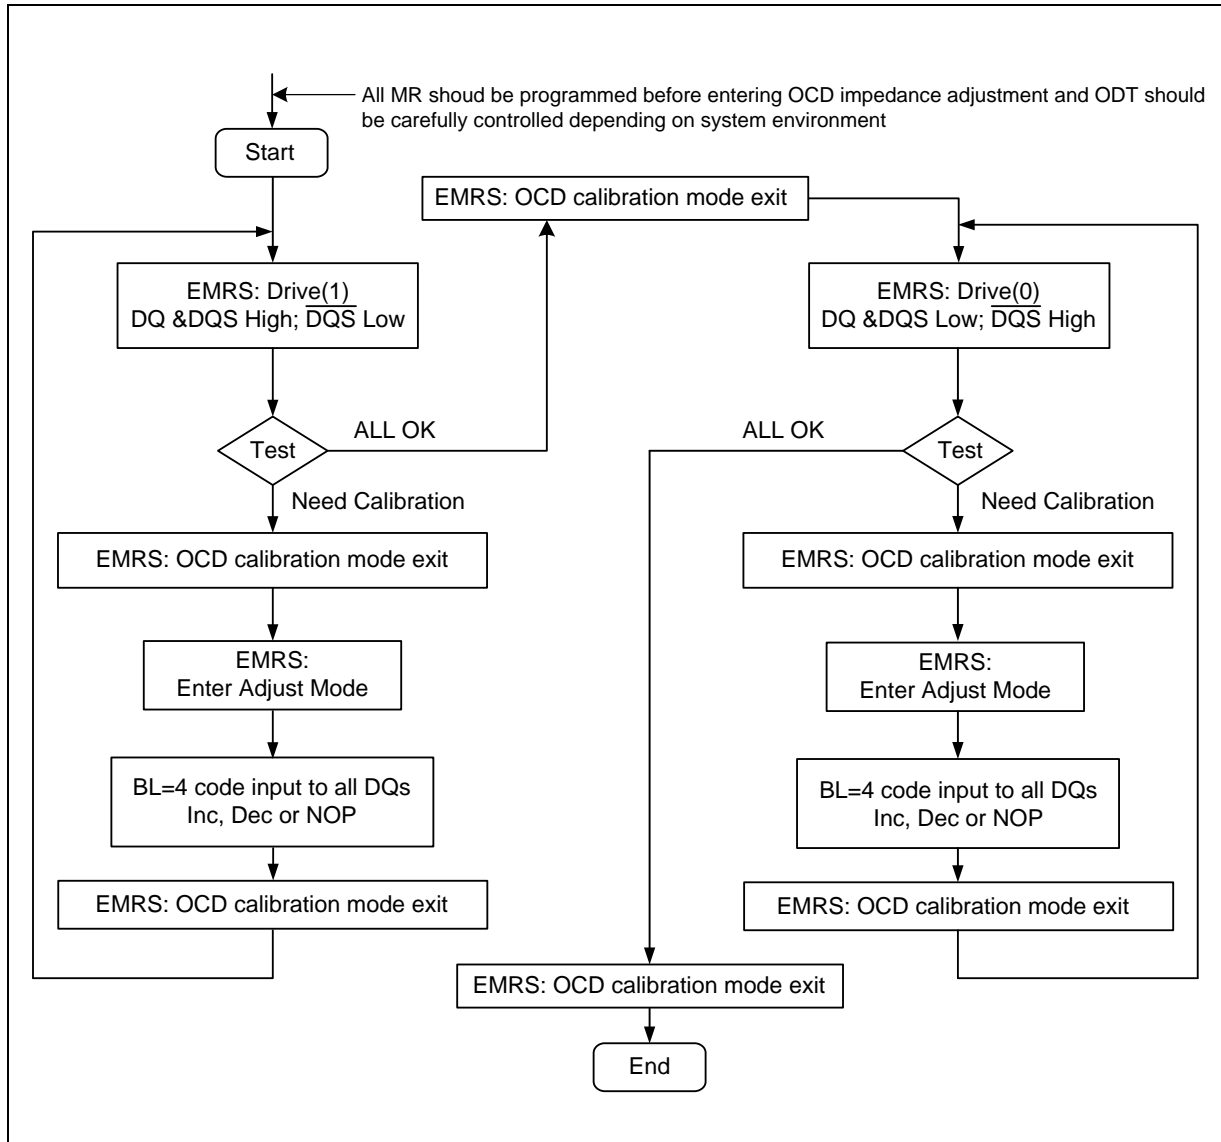 All MR shoud be programmed before entering OCD impedance adjustment and ODT should
be carefully controlled depending on system environment
Start
EMRS: OCD calibration mode exit
EMRS: Drive(1)
DQ &DQS High; D̅Q̅S̅ Low
EMRS: Drive(0)
DQ &DQS Low; D̅Q̅S̅ High
Test
ALL OK
ALL OK
Test
Need Calibration
Need Calibration
EMRS: OCD calibration mode exit
EMRS: OCD calibration mode exit
EMRS:
Enter Adjust Mode
EMRS:
Enter Adjust Mode
BL=4 code input to all DQs
Inc, Dec or NOP
BL=4 code input to all DQs
Inc, Dec or NOP
EMRS: OCD calibration mode exit
EMRS: OCD calibration mode exit
EMRS: OCD calibration mode exit
End